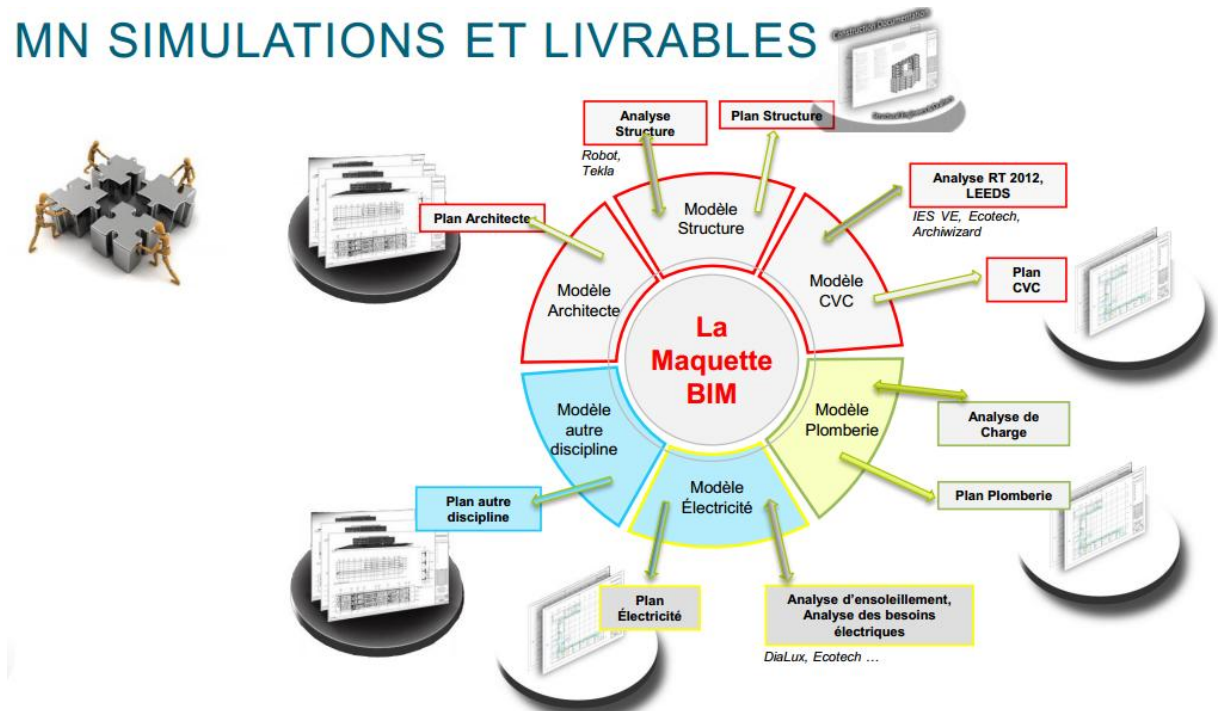 MN SIMULATIONS ET LIVRABLES
Construction Documentation
Analyse
Structure
Plan Structure
Robot,
Tekla
Analyse RT 2012,
LEEDS
IES VE, Ecotech,
Archiwizard
Plan Architecte
Modèle
Structure
Modèle
Architecte
Modèle
CVC
Plan
CVC
La
Maquette
BIM
Modèle
autre
discipline
Modèle
Plomberie
Analyse de
Charge
Modèle
Électricité
Plan autre
discipline
Plan Plomberie
Plan
Électricité
Analyse d'ensoleillement,
Analyse des besoins
électriques
DiaLux, Ecotech ...